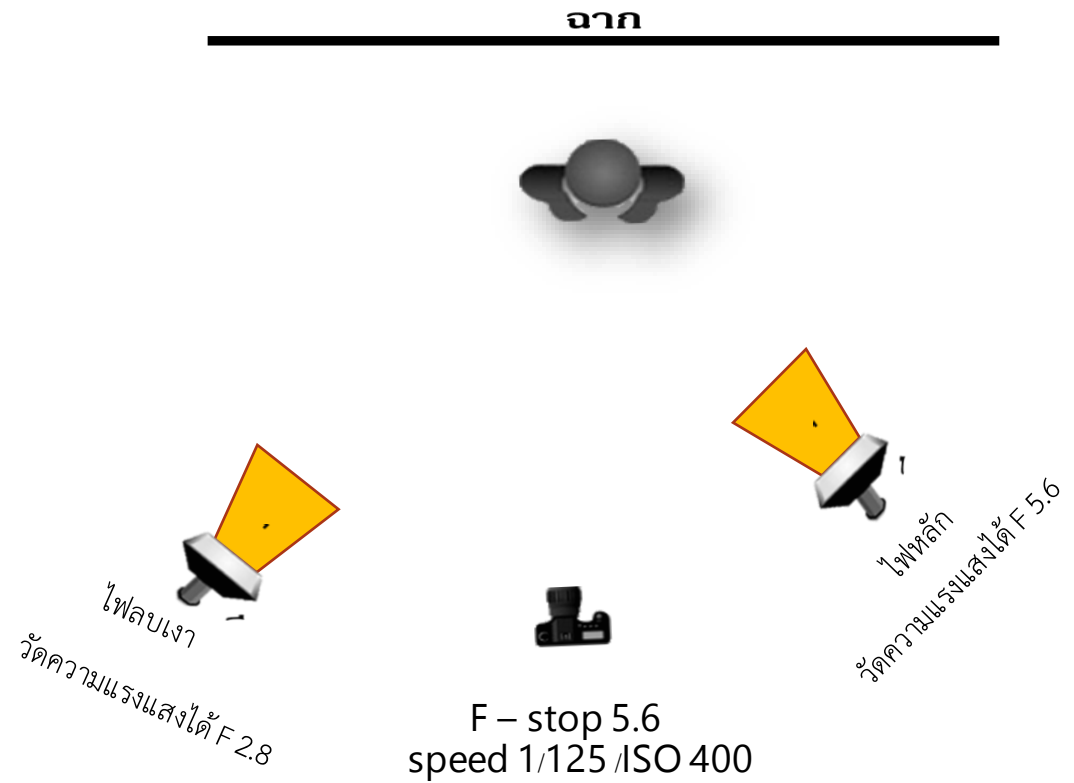 ฉาก
ไฟหลัก
วัดความแรงแสงได้ F 5.6
ไฟลบเงา
วัดความแรงแสงได้ F 2.8
F – stop 5.6
speed 1/125 /ISO 400